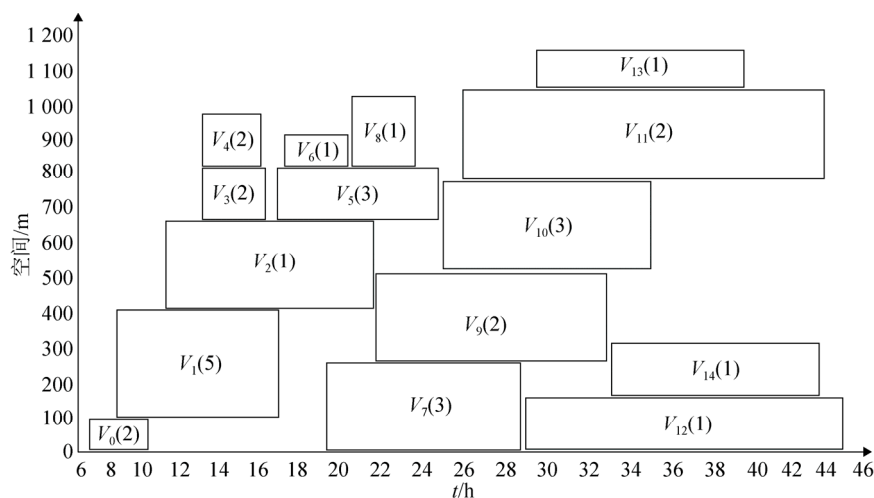 空间/m
1 200
1 100
1 000
900
800
700
600
500
400
300
200
100
0
V13(1)
V11(2)
V4(2)
V6(1)
V8(1)
V3(2)
V5(3)
V10(3)
V2(1)
V9(2)
V1(5)
V14(1)
V7(3)
V12(1)
V0(2)
6 8 10 12 14 16 18 20 22 24 26 28 30 32 34 36 38 40 42 44 46
t/h